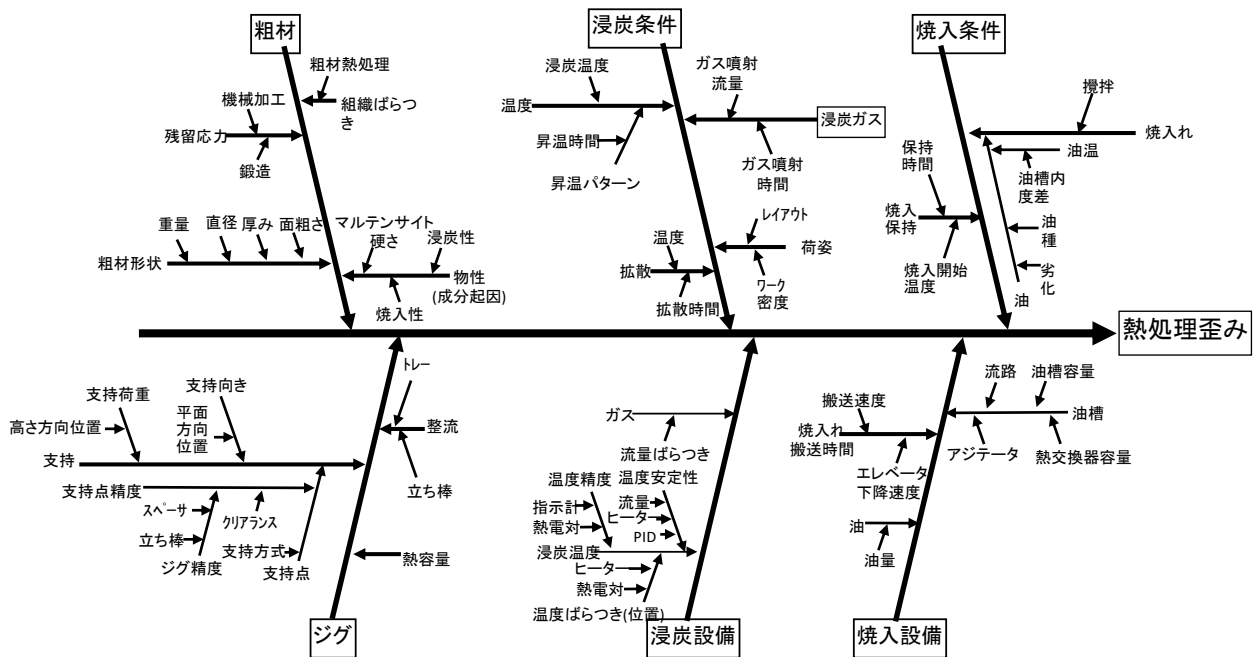 粗材
粗材熱処理
組織ばらつ
き
機械加工
残留応力
鍛造
重量
直径
厚み
面粗さ
粗材形状
マルテンサイト
硬さ
浸炭性
物性
(成分起因)
焼入性
浸炭条件
浸炭温度
温度
昇温時間
昇温パターン
ガス噴射
流量
浸炭ガス
ガス噴射
時間
レイアウト
荷姿
ワーク
密度
温度
拡散
拡散時間
焼入条件
攪拌
焼入れ
油温
油槽内
度差
保持
時間
焼入
保持
焼入開始
温度
油
種
劣
化
油
熱処理歪み
支持荷重
高さ方向位置
支持向き
平面
方向
位置
支持
支持点精度
スペーサ
クリアランス
立ち棒
ジグ精度
支持方式
支持点
トレー
整流
立ち棒
熱容量
ジグ
ガス
流量ばらつき
温度精度
指示計
熱電対
温度安定性
流量
ヒーター
PID
浸炭温度
ヒーター
熱電対
温度ばらつき(位置)
浸炭設備
搬送速度
焼入れ
搬送時間
エレベータ
下降速度
流路
油槽容量
油槽
アジテータ
熱交換器容量
油
油量
焼入設備